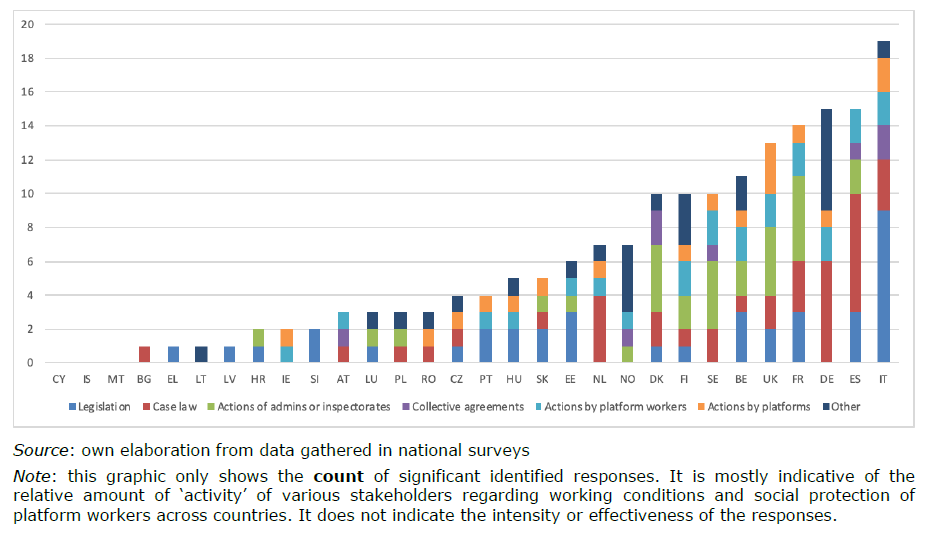 20
18
16
14
12
10
8
6
4
2
0
CY IS MT BG EL LT LV HR IE SI AT LU PL RO CZ PT HU SK EE NL NO DK FI SE BE UK FR DE ES IT
Legislation Case law Actions of admins or inspectorates Collective agreements Actions by platform workers Actions by platforms Other
Source: own elaboration from data gathered in national surveys
Note: this graphic only shows the count of significant identified responses. It is mostly indicative of the
relative amount of ‘activity’ of various stakeholders regarding working conditions and social protection of
platform workers across countries. It does not indicate the intensity or effectiveness of the responses.